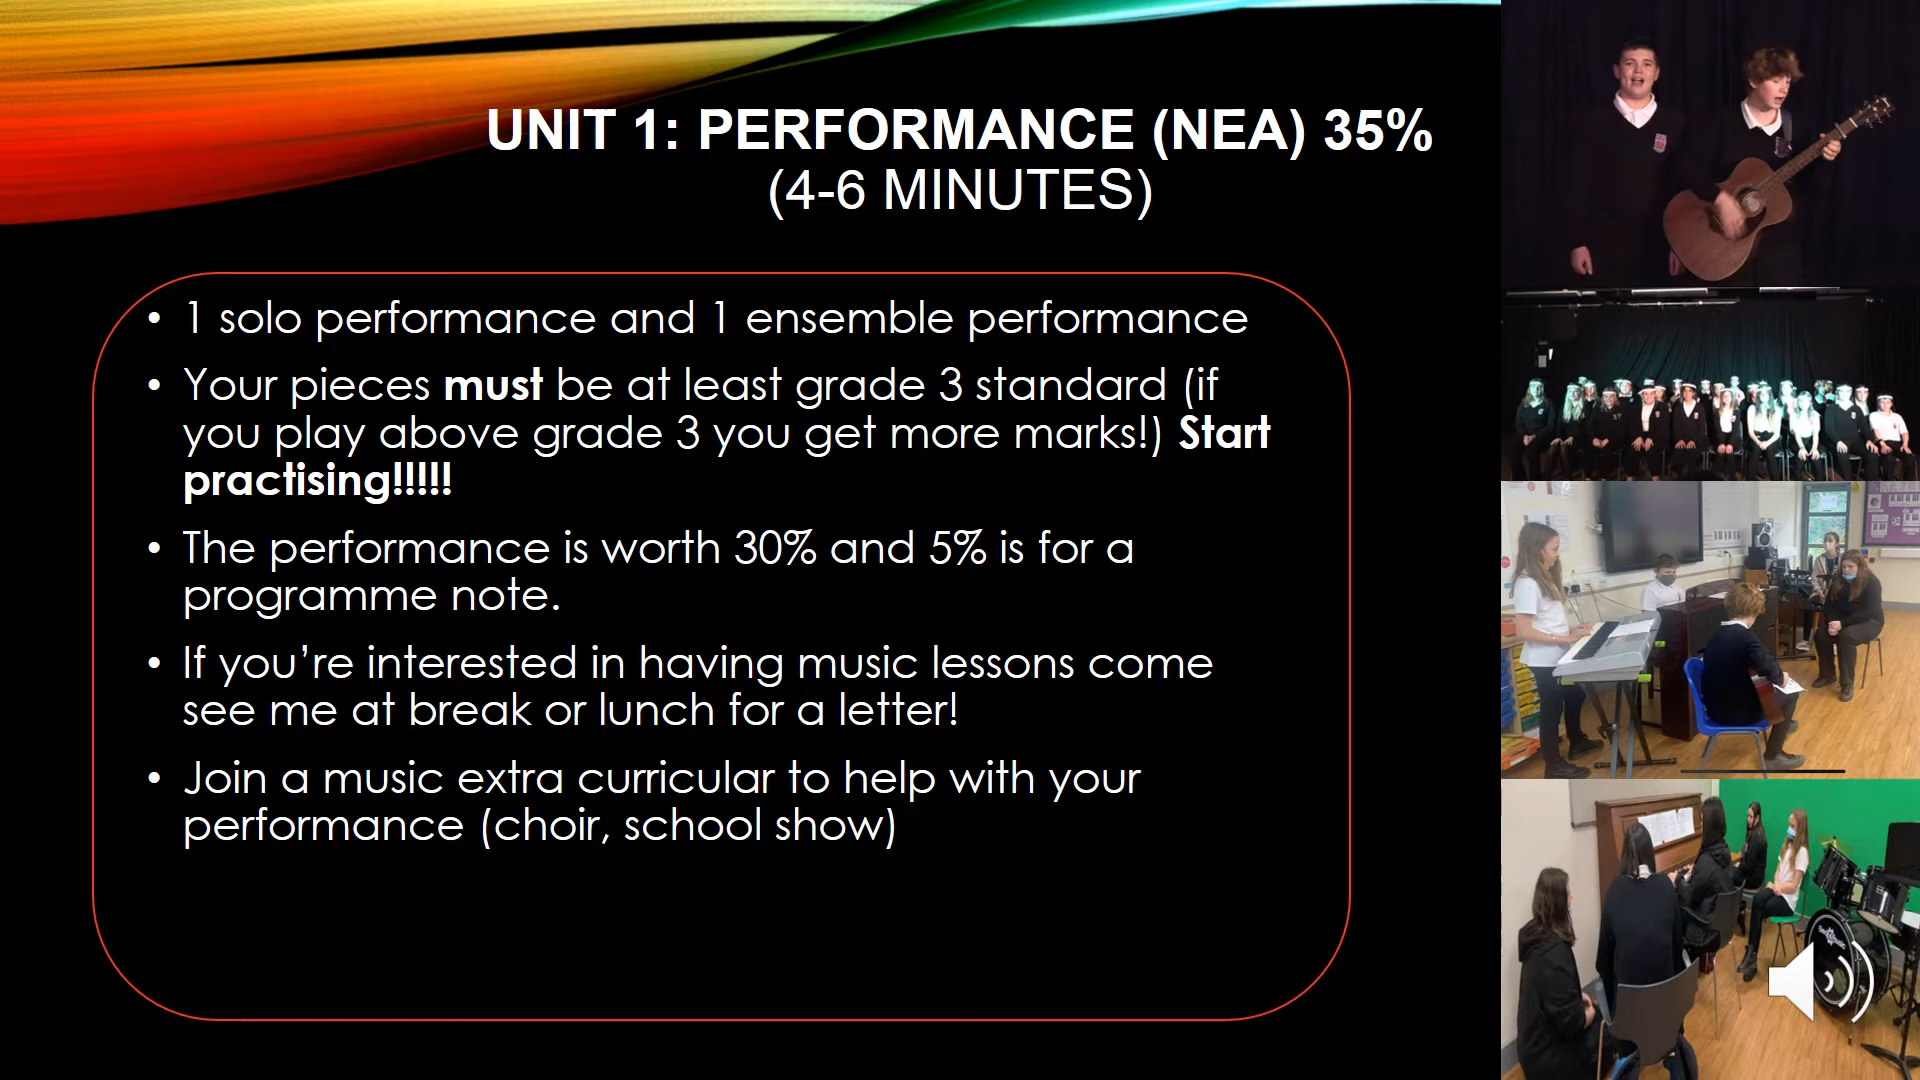 UNIT 1: PERFORMANCE (NEA) 35%
(4-6 MINUTES)
• 1 solo performance and 1 ensemble performance
• Your pieces must be at least grade 3 standard (if
you play above grade 3 you get more marks!) Start
practising!!!!!
• The performance is worth 30% and 5% is for a
programme note.
• If you’re interested in having music lessons come
see me at break or lunch for a letter!
• Join a music extra curricular to help with your
performance (choir, school show)